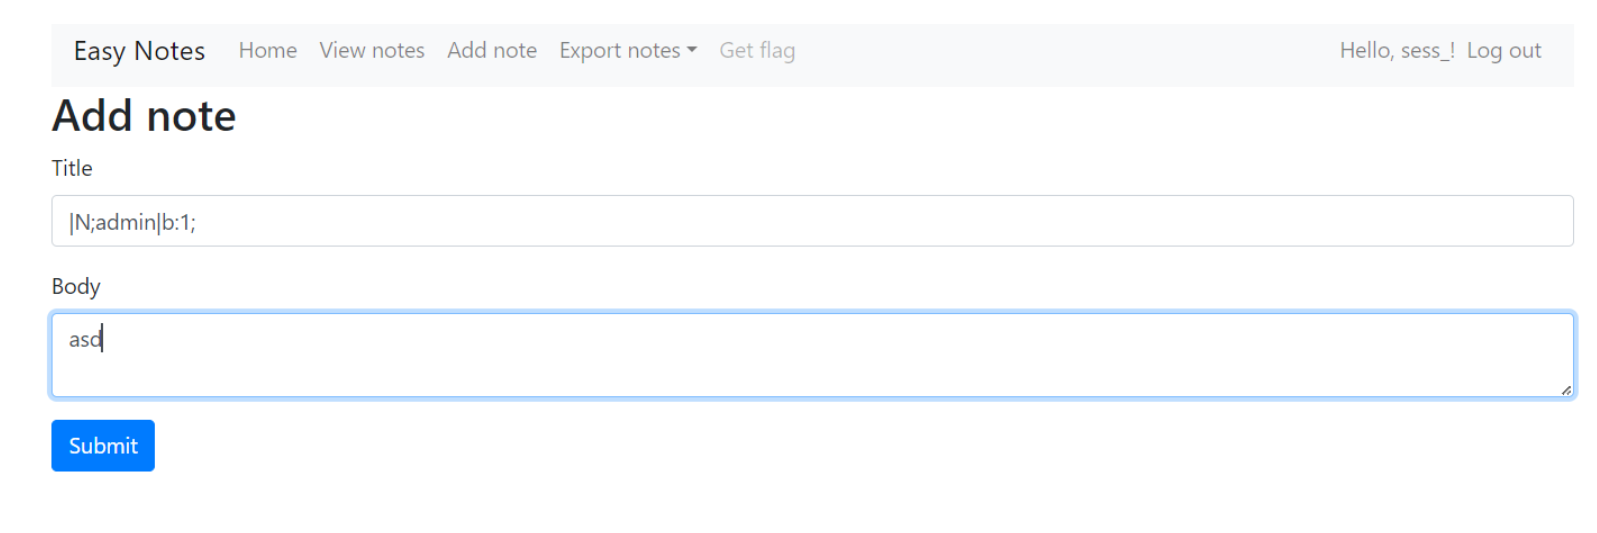 Easy Notes Home View notes Add note Export notes Get flag Hello, sess_! Log out
Add note
Title
|N;admin|b:1;
Body
asd
Submit